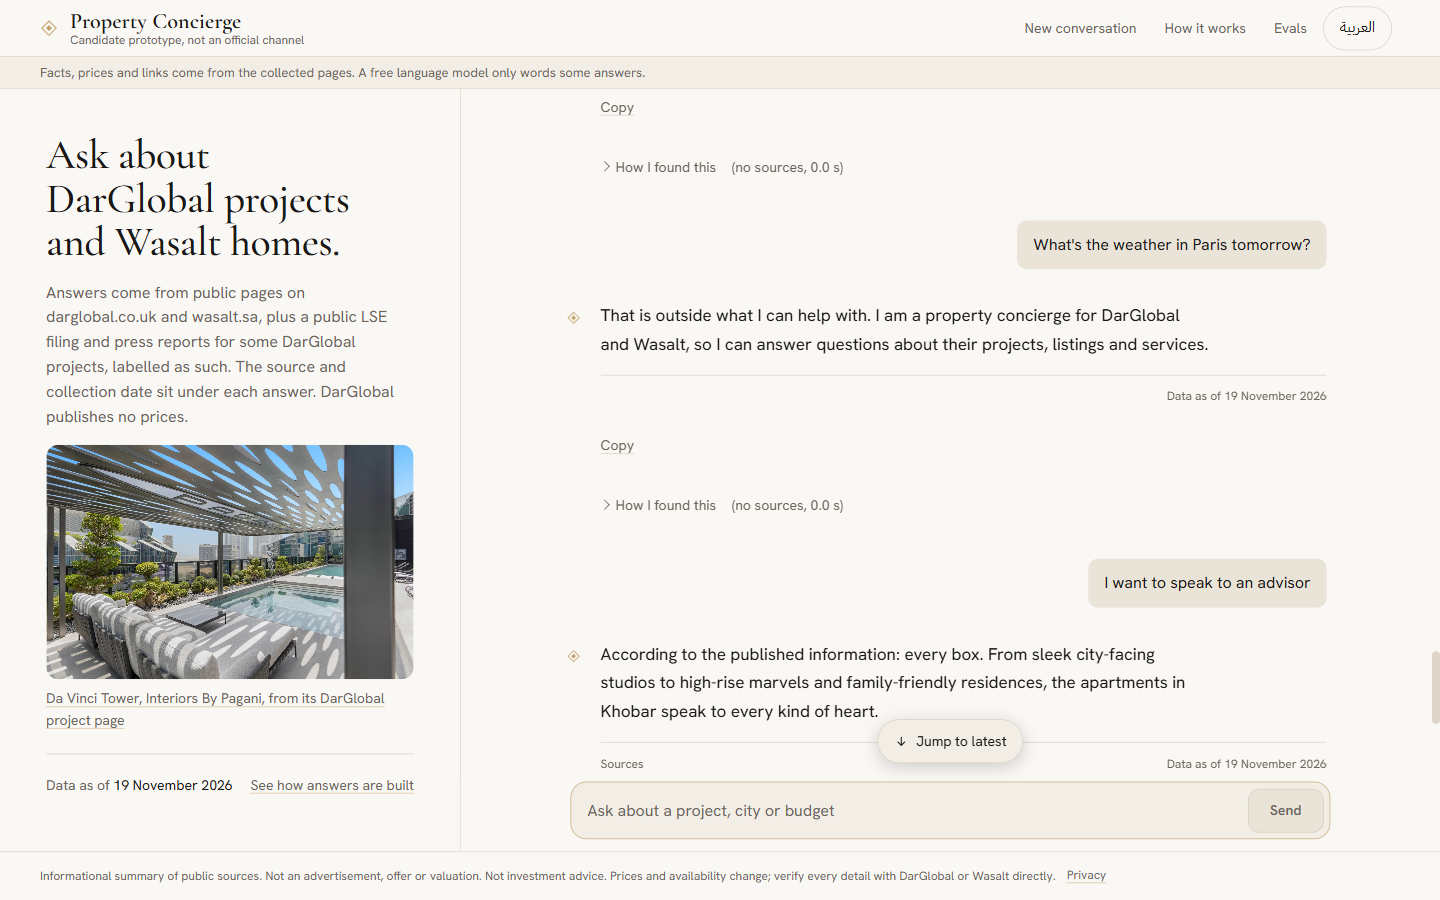 Property Concierge
Candidate prototype, not an official channel
New conversation
How it works
Evals
العربية
Facts, prices and links come from the collected pages. A free language model only words some answers.
Ask about
DarGlobal projects
and Wasalt homes.
Answers come from public pages on
darglobal.co.uk and wasalt.sa, plus a public LSE
filing and press reports for some DarGlobal
projects, labelled as such. The source and
collection date sit under each answer. DarGlobal
publishes no prices.
Da Vinci Tower, Interiors By Pagani, from its DarGlobal
project page
Data as of 19 November 2026
See how answers are built
Copy
How I found this (no sources, 0.0 s)
What's the weather in Paris tomorrow?
That is outside what I can help with. I am a property concierge for DarGlobal
and Wasalt, so I can answer questions about their projects, listings and services.
Data as of 19 November 2026
Copy
How I found this (no sources, 0.0 s)
I want to speak to an advisor
According to the published information: every box. From sleek city-facing
studios to high-rise marvels and family-friendly residences, the apartments in
Khobar speak to every kind of heart.
Jump to latest
Sources
Data as of 19 November 2026
Ask about a project, city or budget
Send
Informational summary of public sources. Not an advertisement, offer or valuation. Not investment advice. Prices and availability change; verify every detail with DarGlobal or Wasalt directly.
Privacy